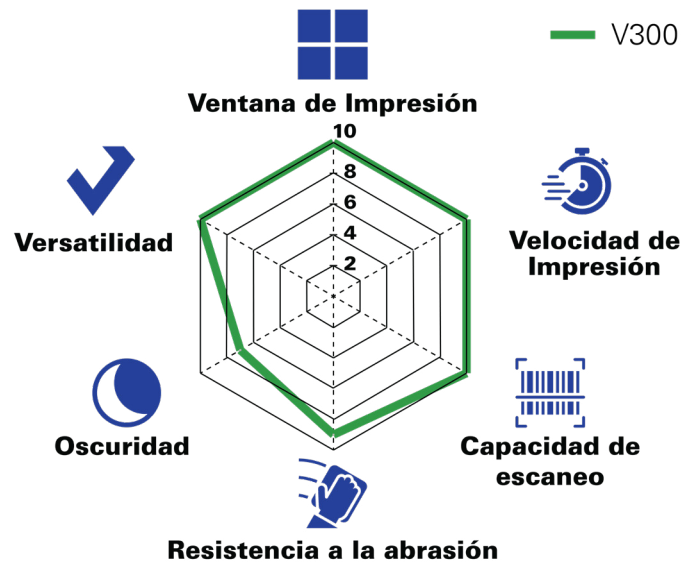 V300
Ventana de Impresión
10
8
6
4
2
Versatilidad
Velocidad de
Impresión
Oscuridad
Capacidad de
escaneo
Resistencia a la abrasión